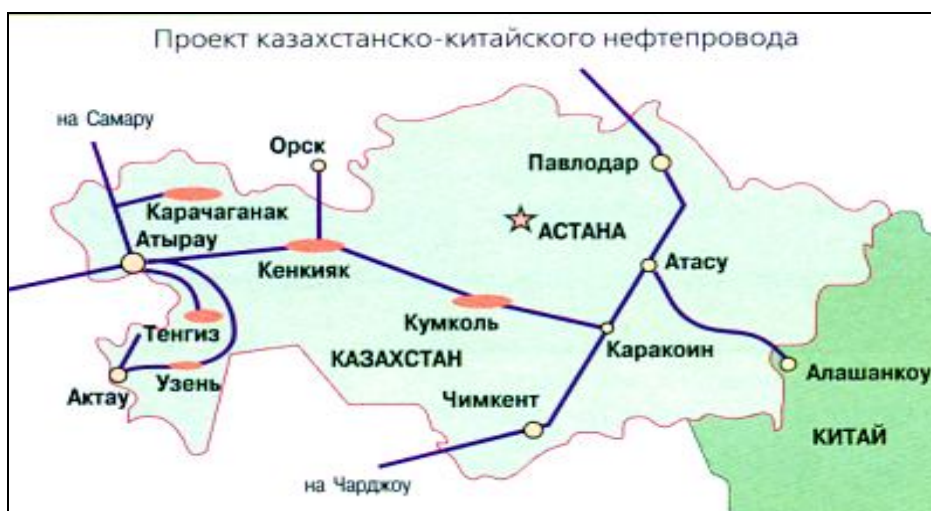 Проект казахстанско-китайского нефтепровода
на Самару
Орск
Павлодар
Карачаганак
Атырау
АСТАНА
Кенкияк
Атасу
Тенгиз
Кумколь
Каракоин
КАЗАХСТАН
Алашанкоу
Узень
Актау
Чимкент
КИТАЙ
на Чарджоу